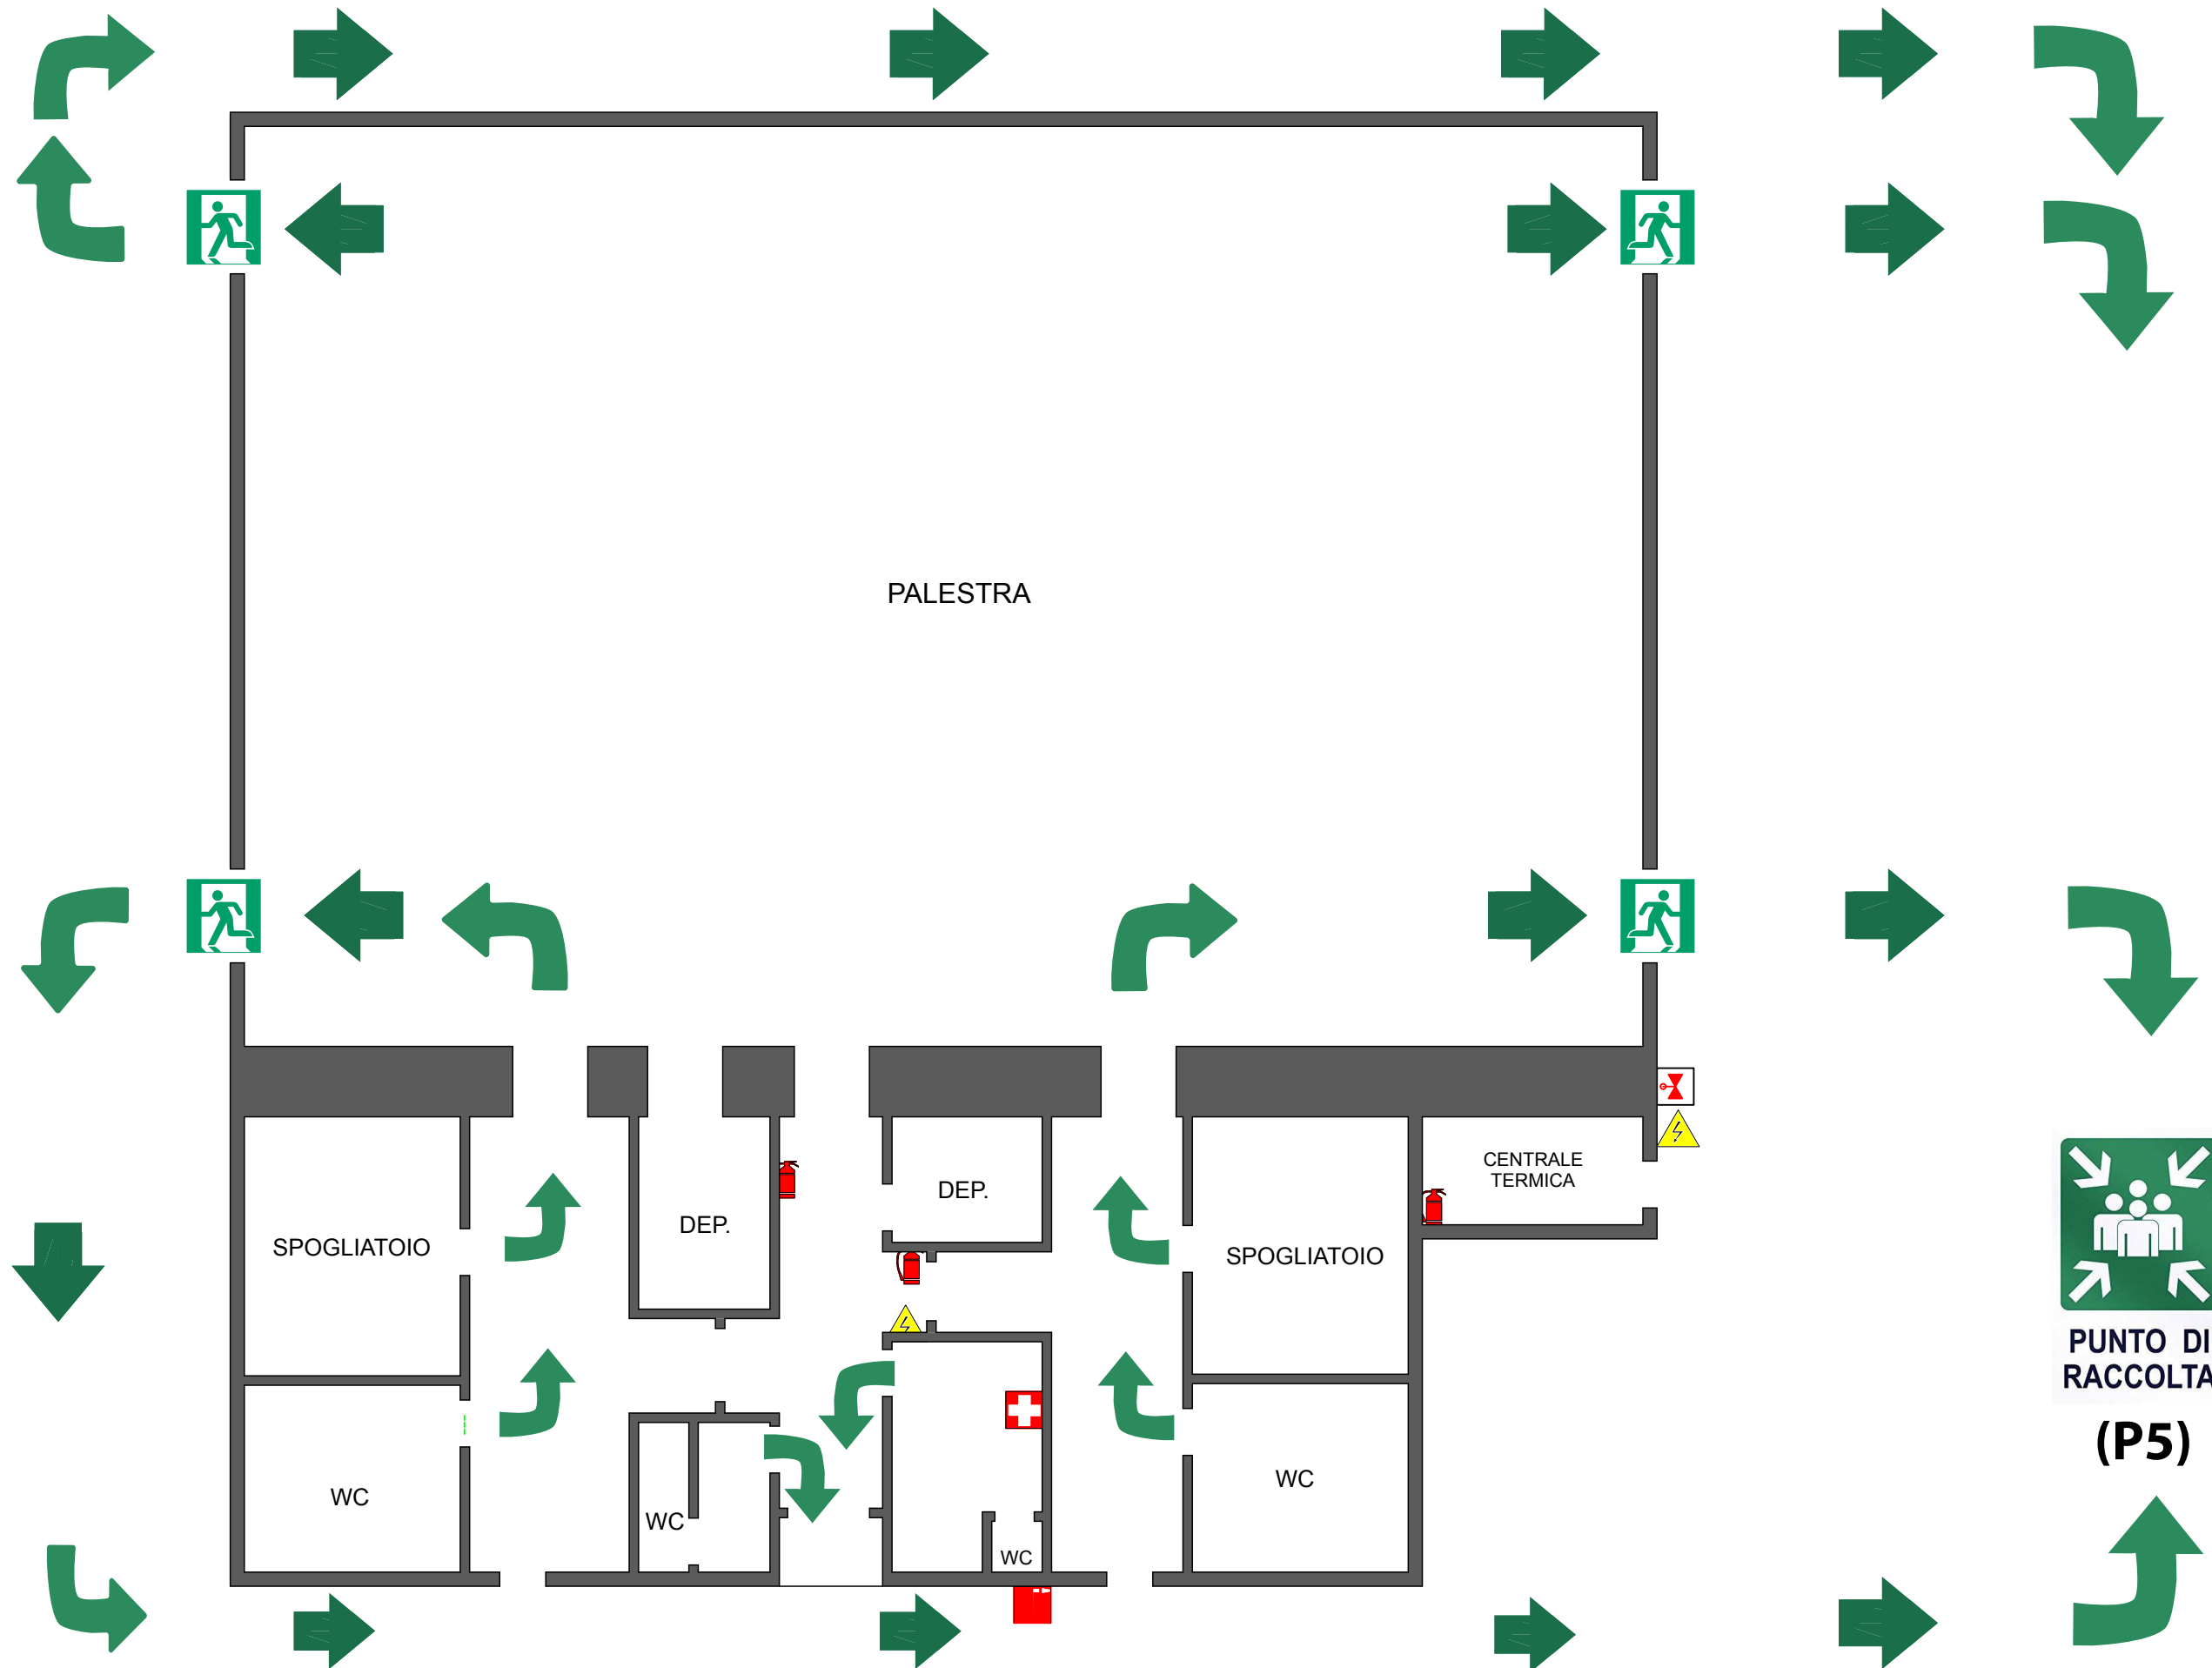 PALESTRA
CENTRALE
TERMICA
DEP.
DEP.
SPOGLIATOIO
SPOGLIATOIO
PUNTO DI
RACCOLTA
(P5)
WC
WC
WC
WC